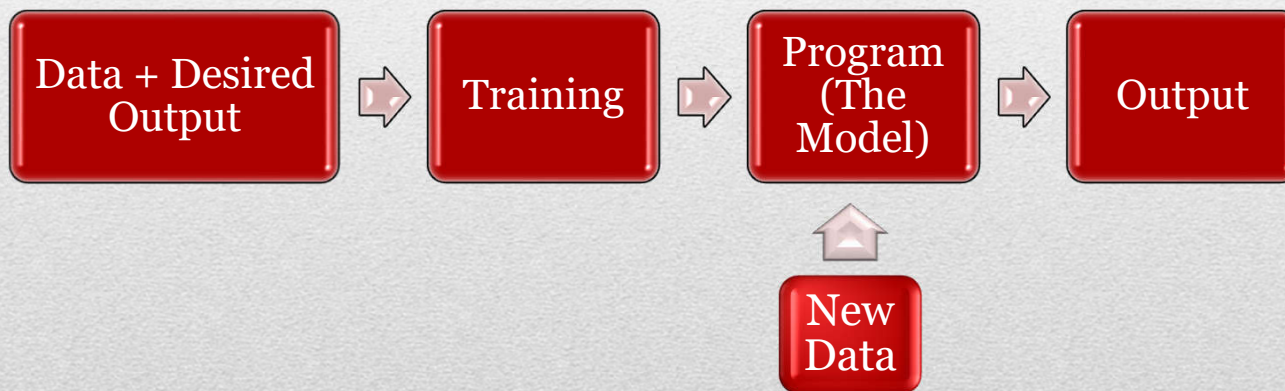 Data + Desired
Output
Training
Program
(The
Model)
Output
New
Data